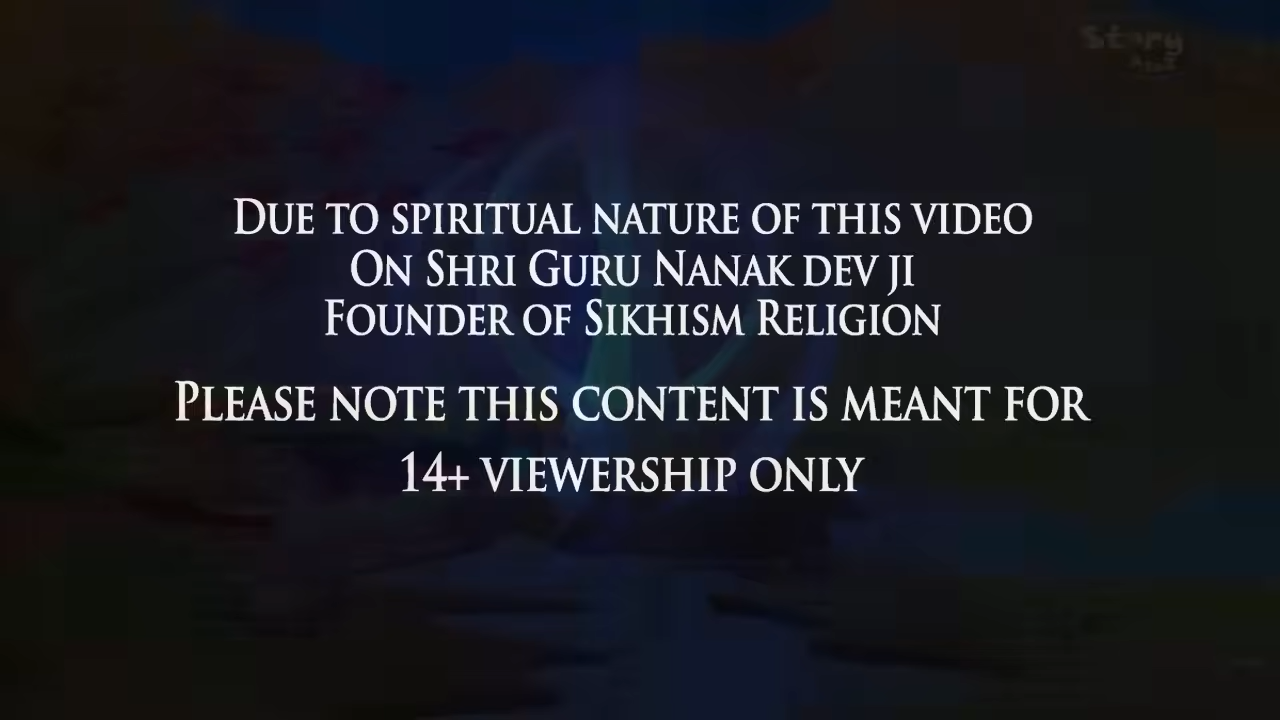 Story
Due to spiritual nature of this video
On Shri Guru Nanak dev ji
Founder of Sikhism Religion
Please note this content is meant for
14+ viewership only